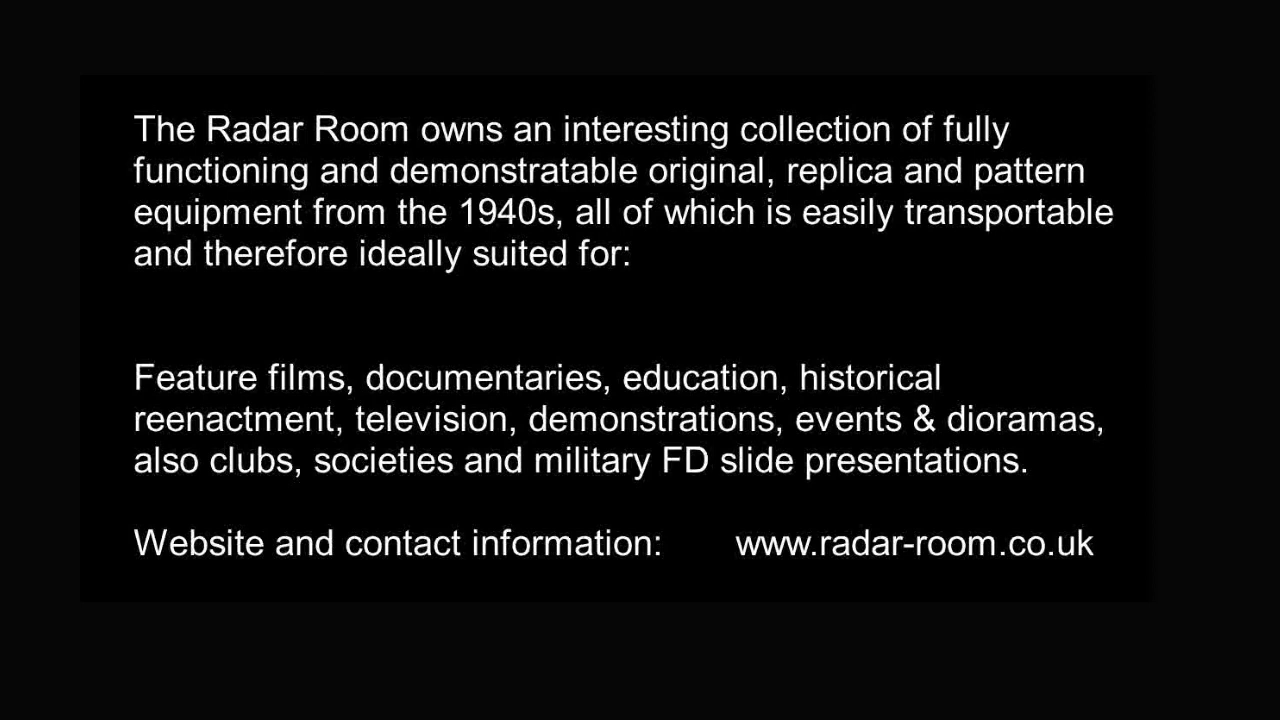 The Radar Room owns an interesting collection of fully
functioning and demonstratable original, replica and pattern
equipment from the 1940s, all of which is easily transportable
and therefore ideally suited for:
Feature films, documentaries, education, historical
reenactment, television, demonstrations, events & dioramas,
also clubs, societies and military FD slide presentations.
Website and contact information: www.radar-room.co.uk